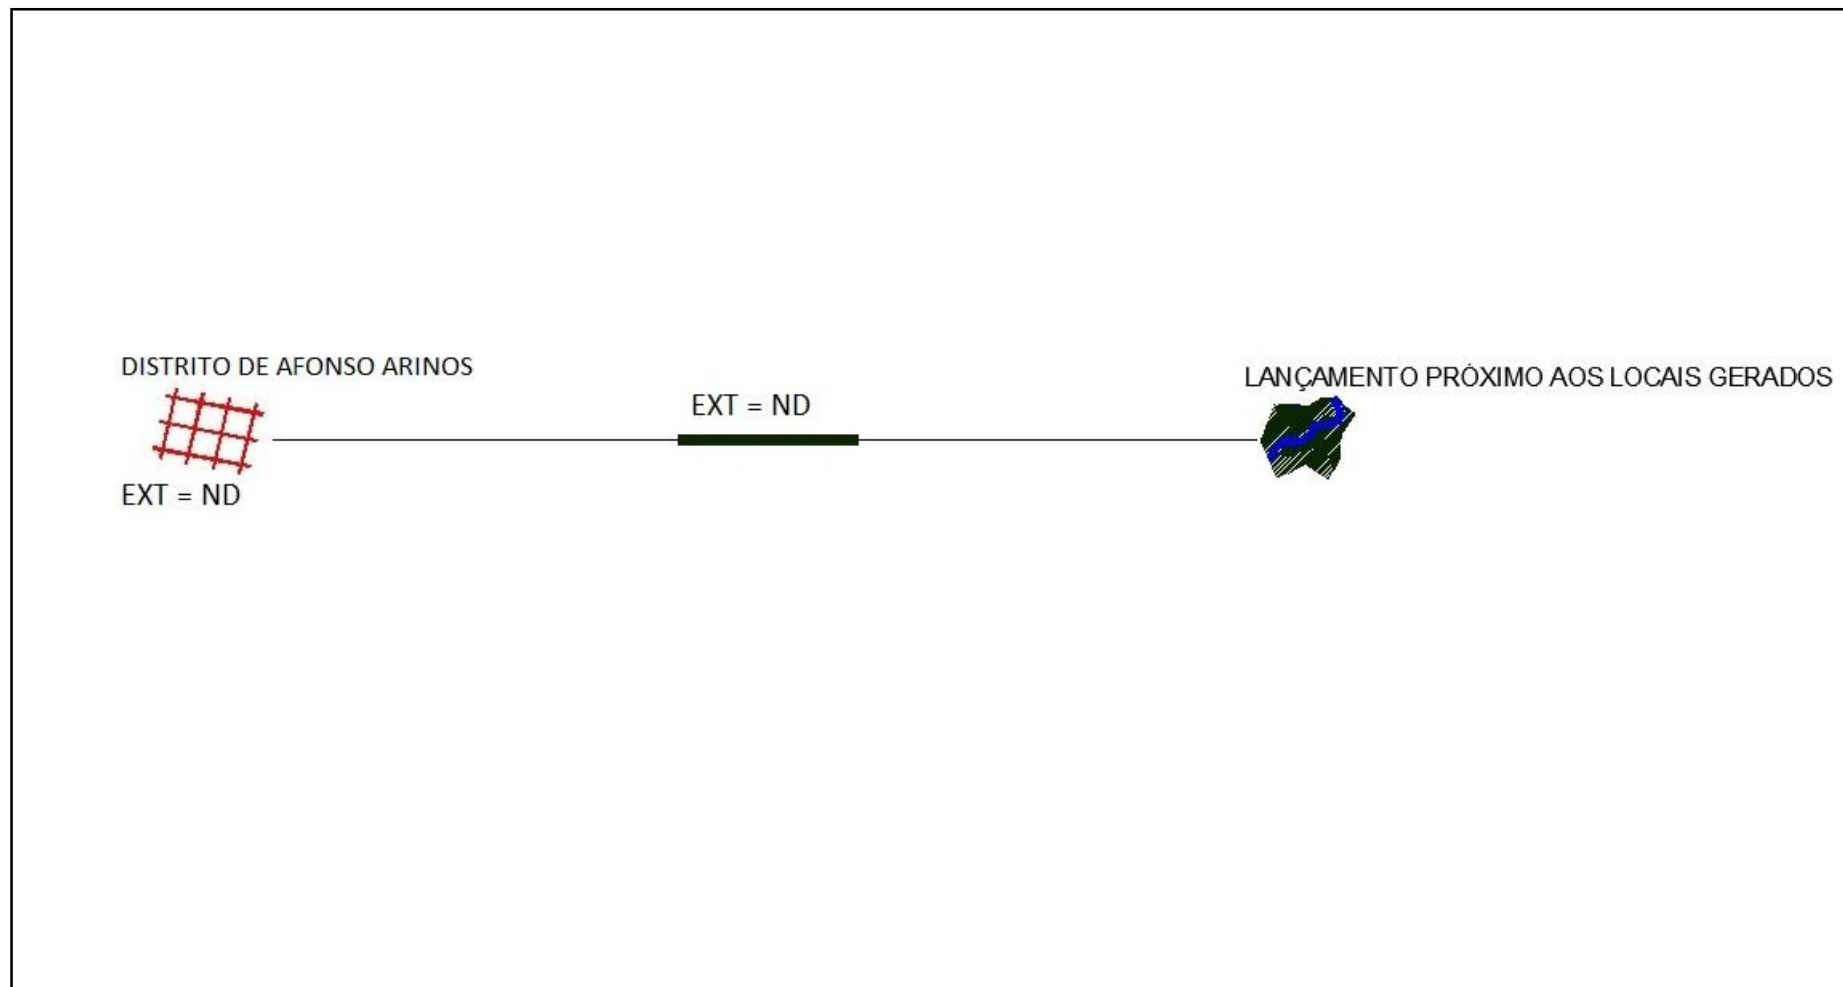 DISTRITO DE AFONSO ARINOS
EXT = ND
EXT = ND
LANÇAMENTO PRÓXIMO AOS LOCAIS GERADOS